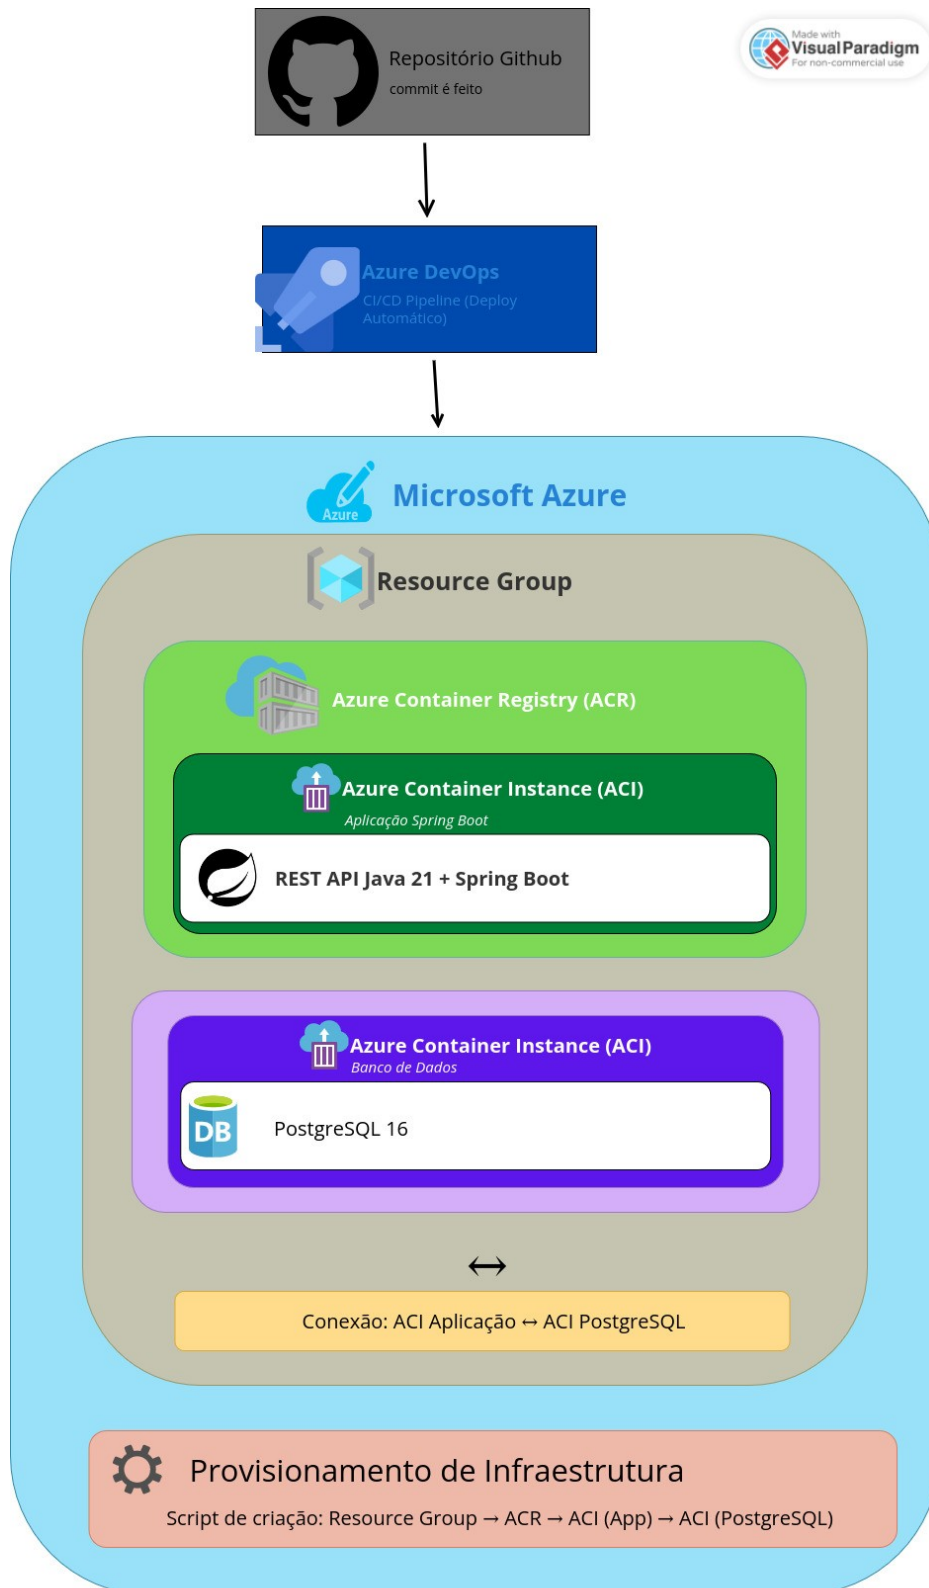 Made with
Visual Paradigm
For non-commercial use
Repositório Github
commit é feito
Azure DevOps
CI/CD Pipeline (Deploy
Automático)
Azure
Microsoft Azure
Resource Group
Azure Container Registry (ACR)
Azure Container Instance (ACI)
Aplicação Spring Boot
REST API Java 21 + Spring Boot
Azure Container Instance (ACI)
Banco de Dados
DB
PostgreSQL 16
↔
Conexão: ACI Aplicação ↔ ACI PostgreSQL
Provisionamento de Infraestrutura
Script de criação: Resource Group → ACR → ACI (App) → ACI (PostgreSQL)